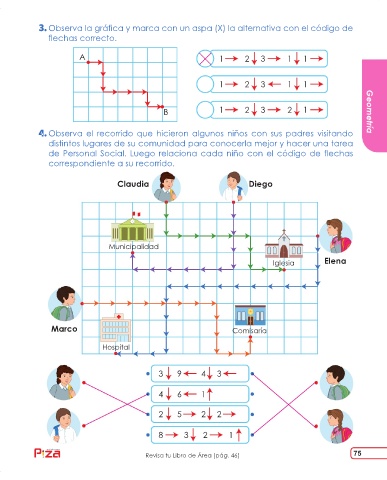 3. Observa la gráfica y marca con un aspa (X) la alternativa con el código de
flechas correcto.
A
B
1 → 2 ↓ 3 → 1 ↓ 1 →
1 → 2 ↓ 3 ← 1 ↓ 1 →
1 → 2 ↓ 3 → 2 ↓ 1 →
Geometría
4. Observa el recorrido que hicieron algunos niños con sus padres visitando
distintos lugares de su comunidad para conocerla mejor y hacer una tarea
de Personal Social. Luego relaciona cada niño con el código de flechas
correspondiente a su recorrido.
Claudia
Diego
Municipalidad
Iglesia
Elena
Marco
Comisaría
Hospital
3 ↓ 9 ← 4 ↓ 3 ←
4 ↓ 6 ← 1 ↑
2 ↓ 5 → 2 ↓ 2 →
8 → 3 ↓ 2 → 1 ↑
Revisa tu Libro de Área (pág. 46)
75